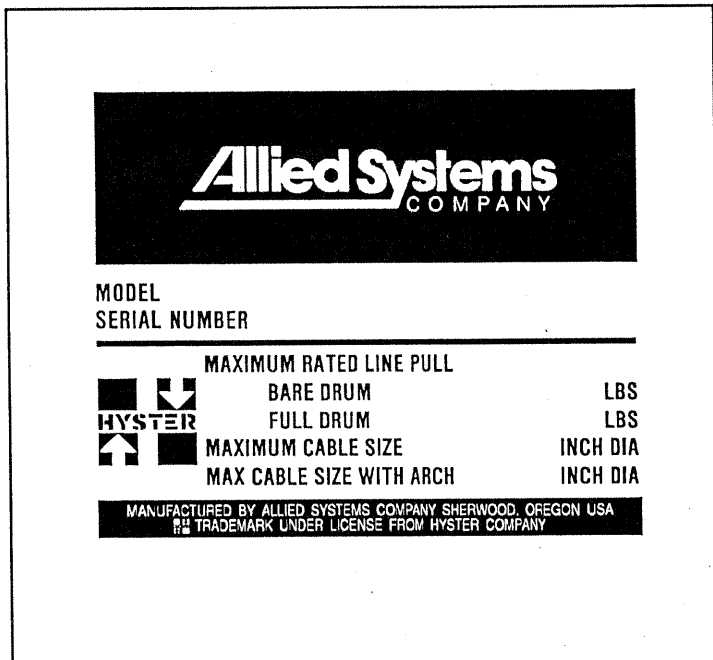 Allied Systems
COMPANY
MODEL
SERIAL NUMBER
MAXIMUM RATED LINE PULL
BARE DRUM LBS
HYSTER
FULL DRUM LBS
MAXIMUM CABLE SIZE INCH DIA
MAX CABLE SIZE WITH ARCH INCH DIA
MANUFACTURED BY ALLIED SYSTEMS COMPANY SHERWOOD, OREGON USA
TRADEMARK UNDER LICENSE FROM HYSTER COMPANY